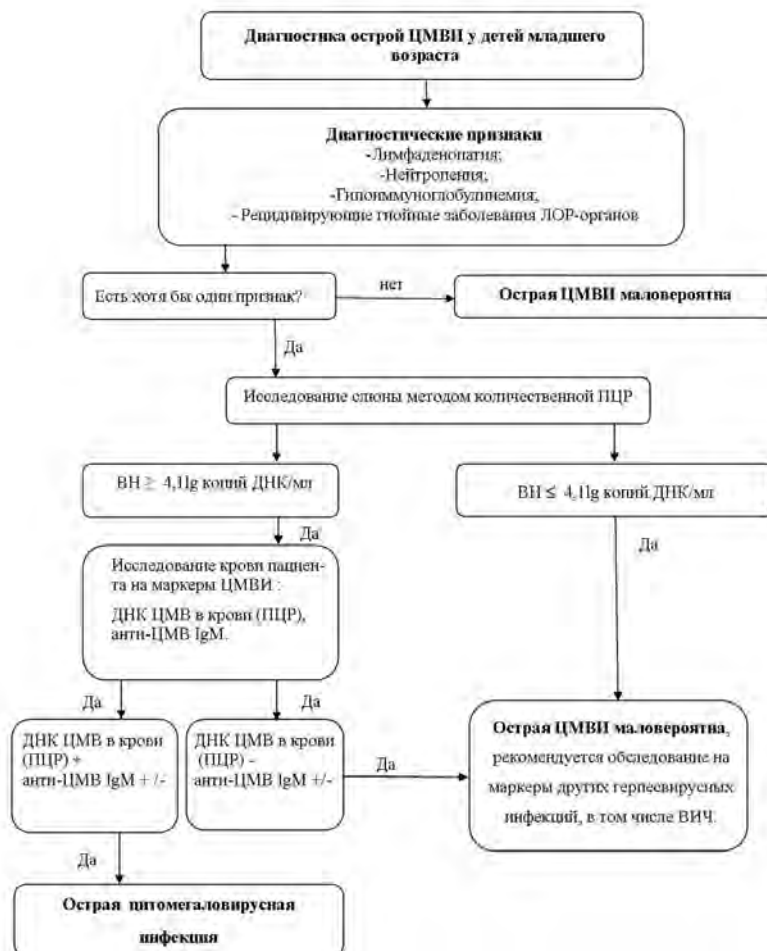 Диагностика острой ЦМВИ у детей младшего
возраста
Диагностические признаки
-Лимфаденопатия;
-Нейтропения;
-Гипоиммуноглобулинемия;
- Рецидивирующие гнойные заболевания ЛОР-органов
Есть хотя бы один признак?
нет
Острая ЦМВИ маловероятна
Да
Исследование слюны методом количественной ПЦР
ВН ≥ 4,1lg копий ДНК/мл
ВН ≤ 4,1lg копий ДНК/мл
Да
Да
Исследование крови пациен-
та на маркеры ЦМВИ :
ДНК ЦМВ в крови (ПЦР),
анти-ЦМВ IgM.
Да
Да
ДНК ЦМВ в крови
(ПЦР) +
анти-ЦМВ IgM + /-
ДНК ЦМВ в крови
(ПЦР) –
анти-ЦМВ IgM +/-
Да
Острая ЦМВИ маловероятна,
рекомендуется обследование на
маркеры других герпесвирусных
инфекций, в том числе ВИЧ.
Да
Острая цитомегаловирусная
инфекция